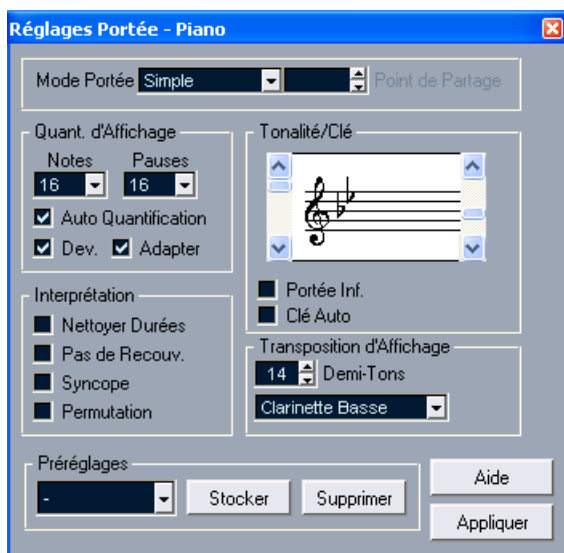 Réglages Portée - Piano
Mode Portée Simple Point de Partage
Quant. d'Affichage
Notes Pauses
16 16
Auto Quantification
Dev. Adapter
Tonalité/Clé
Portée Inf.
Clé Auto
Interprétation
Nettoyer Durées
Pas de Recouv.
Syncope
Permutation
Transposition d'Affichage
14 Demi-Tons
Clarinette Basse
Préréglages
- Stocker Supprimer
Aide
Appliquer